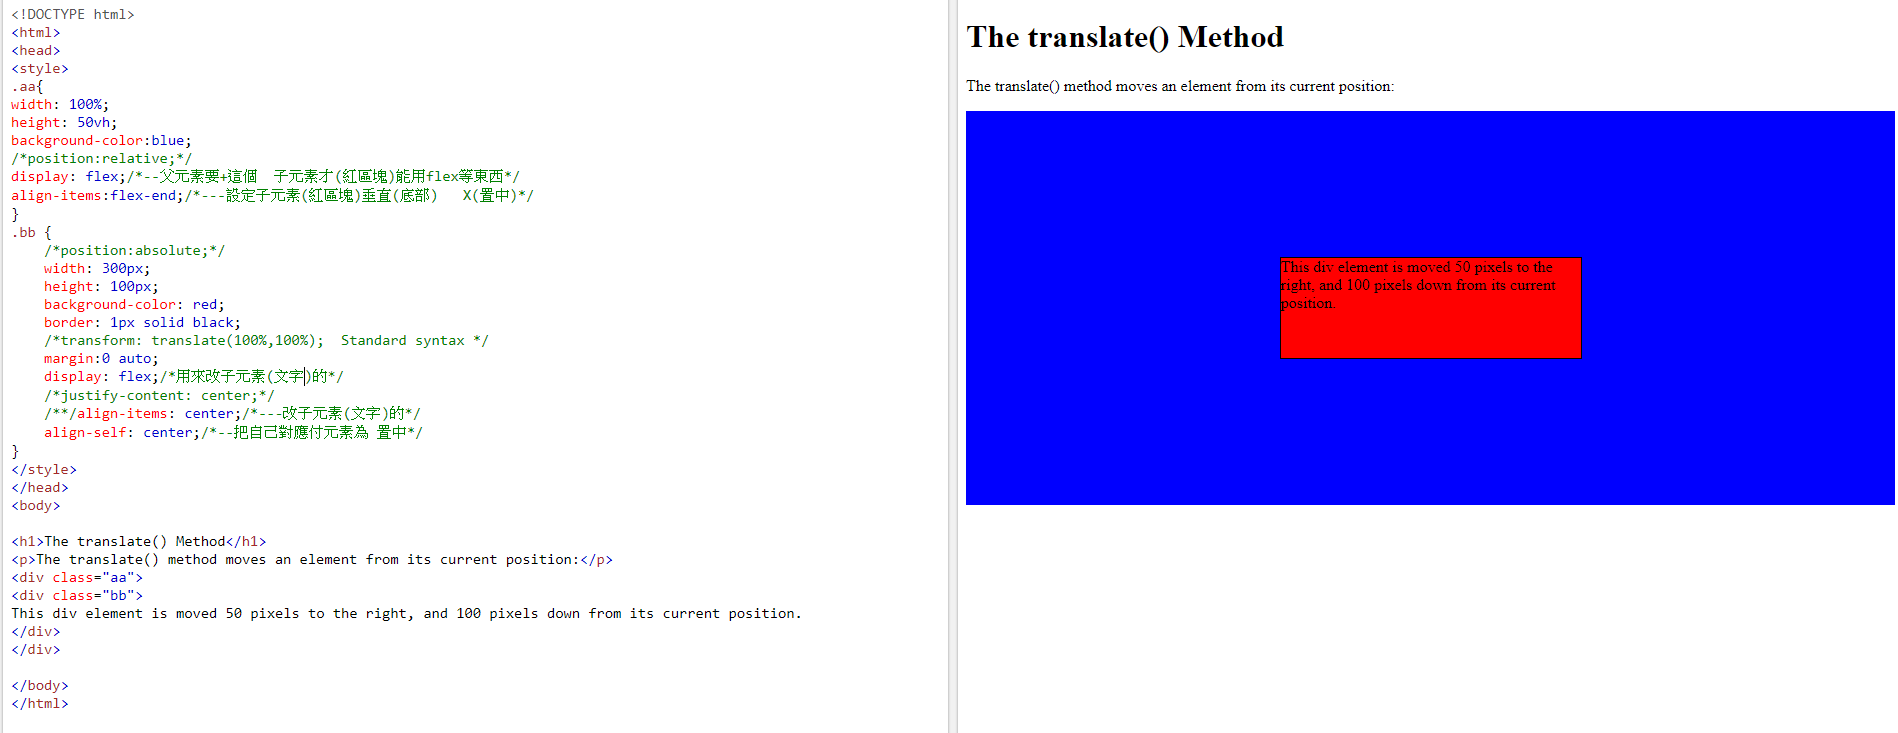 <!DOCTYPE html>
<html>
<head>
<style>
.aa{
width: 100%;
height: 50vh;
background-color:blue;
/*position:relative;*/
display: flex;/*--父元素要+這個  子元素才(紅區塊)能用flex等東西*/
align-items:flex-end;/*---設定子元素(紅區塊)垂直(底部)   X(置中)*/
}
.bb {
    /*position:absolute;*/
    width: 300px;
    height: 100px;
    background-color: red;
    border: 1px solid black;
    /*transform: translate(100%,100%);  Standard syntax */
    margin:0 auto;
    display: flex;/*用來改子元素(文字)的*/
    /*justify-content: center;*/
    /**/align-items: center;/*---改子元素(文字)的*/
    align-self: center;/*--把自己對應付元素為 置中*/
}
</style>
</head>
<body>
<h1>The translate() Method</h1>
<p>The translate() method moves an element from its current position:</p>
<div class="aa">
<div class="bb">
This div element is moved 50 pixels to the right, and 100 pixels down from its current position.
</div>
</div>
</body>
</html>
The translate() Method
The translate() method moves an element from its current position:
This div element is moved 50 pixels to the
right, and 100 pixels down from its current
position.